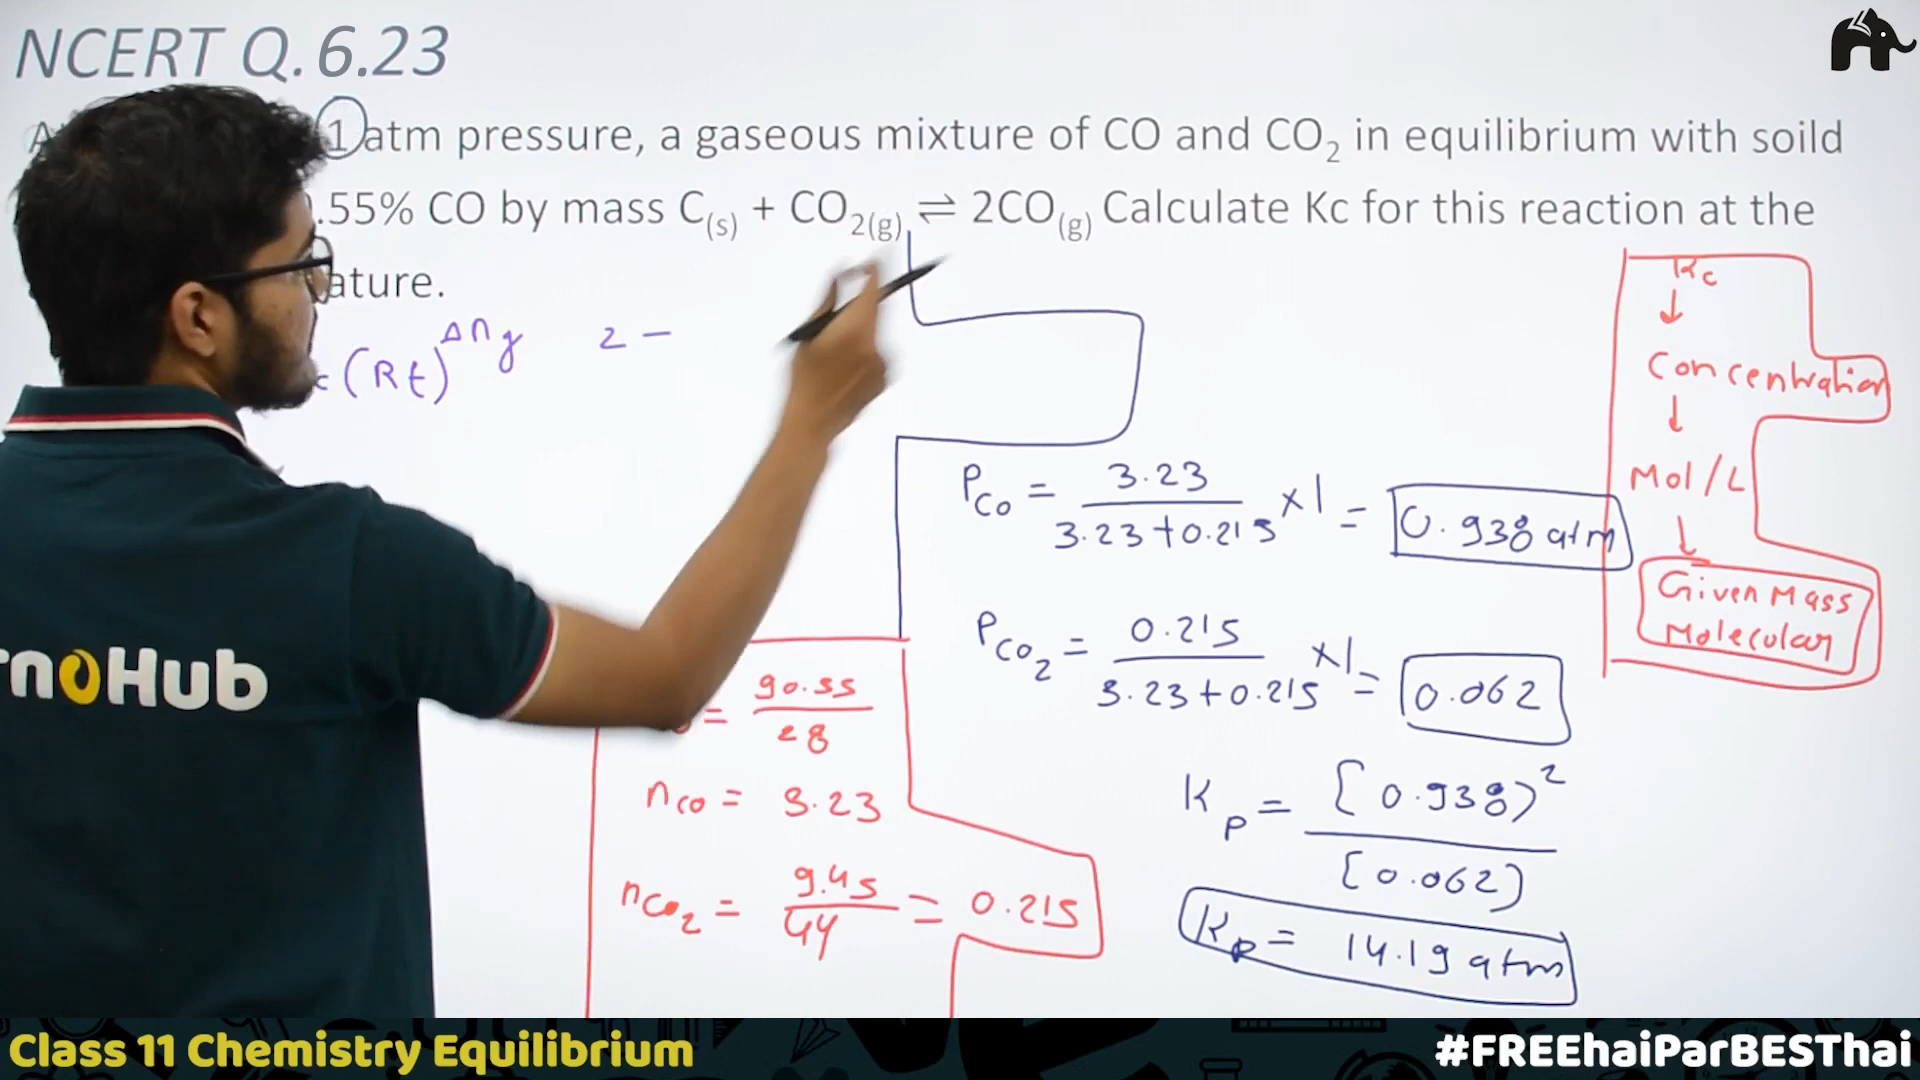 NCERT Q. 6.23
1 atm pressure, a gaseous mixture of CO and CO₂ in equilibrium with soild
.55% CO by mass C(s) + CO₂(g) ⇌ 2CO(g) Calculate Kc for this reaction at the
ature.
(Rt)^Δng 2 –
Kc
↓
Concentration
↓
Mol/L
↓
Given Mass
Molecular
P_CO = 3.23 / 3.23+0.215 ×1 = 0.938 atm
P_CO₂ = 0.215 / 3.23+0.215 ×1 = 0.062
Kp = [0.938)² / [0.062)
Kp = 14.19 atm
= 90.55 / 28
n_CO = 3.23
n_CO₂ = 9.45 / 44 = 0.215
noHub
Class 11 Chemistry Equilibrium
#FREEhaiParBESThai